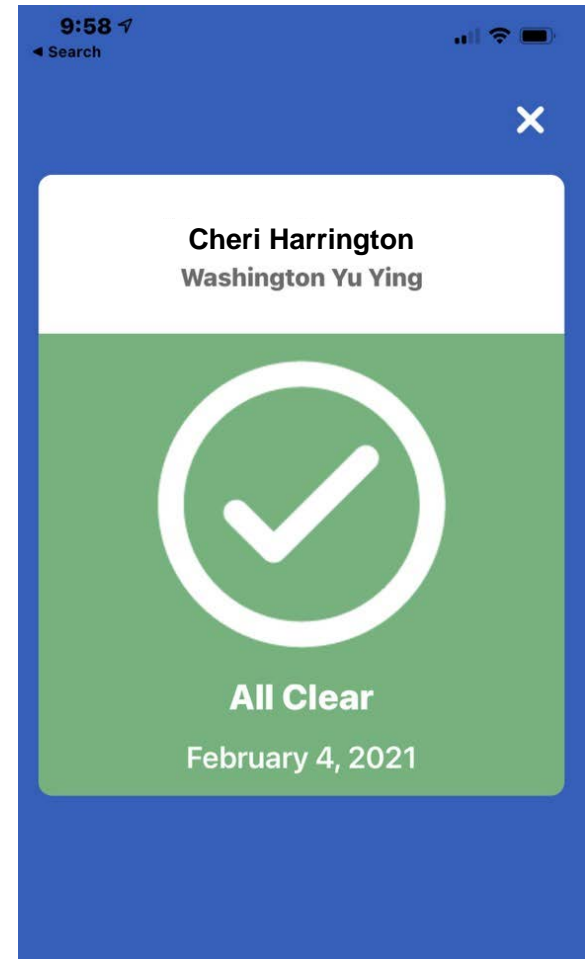 9:58
Search
Cheri Harrington
Washington Yu Ying
All Clear
February 4, 2021